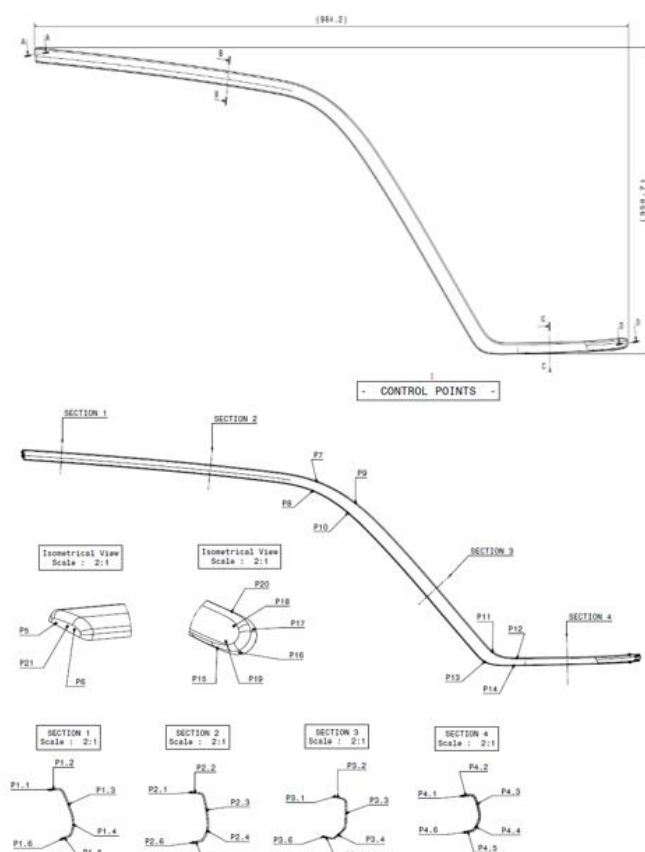 (984.2)
A
A
B
B
C
C
D
D
- CONTROL POINTS -
SECTION 1
SECTION 2
P7
P9
P8
P10
SECTION 3
Isometrical View
Scale : 2:1
Isometrical View
Scale : 2:1
P20
P18
P17
P16
P15
P19
P5
P21
P6
P11
P12
SECTION 4
P13
P14
SECTION 1
Scale : 2:1
SECTION 2
Scale : 2:1
SECTION 3
Scale : 2:1
SECTION 4
Scale : 2:1
P1.2
P1.1
P1.3
P1.4
P1.6
P2.2
P2.1
P2.3
P2.4
P2.6
P3.2
P3.1
P3.3
P3.4
P3.6
P4.2
P4.1
P4.3
P4.6
P4.4
P4.5